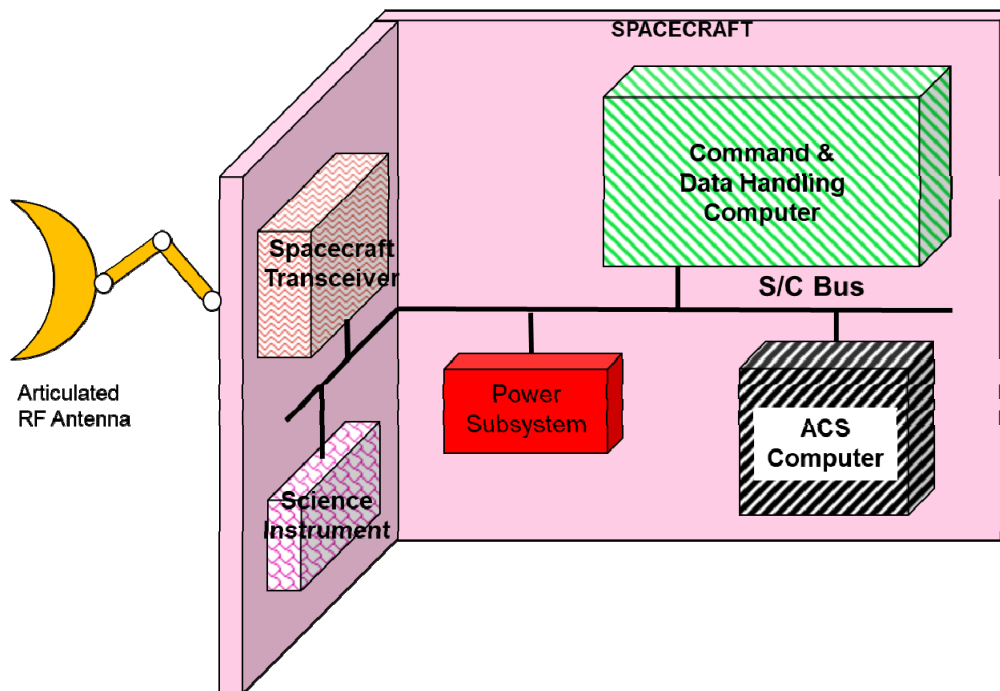 SPACECRAFT
Command &
Data Handling
Computer
Spacecraft
Transceiver
S/C Bus
Articulated
RF Antenna
Power
Subsystem
ACS
Computer
Science
Instrument